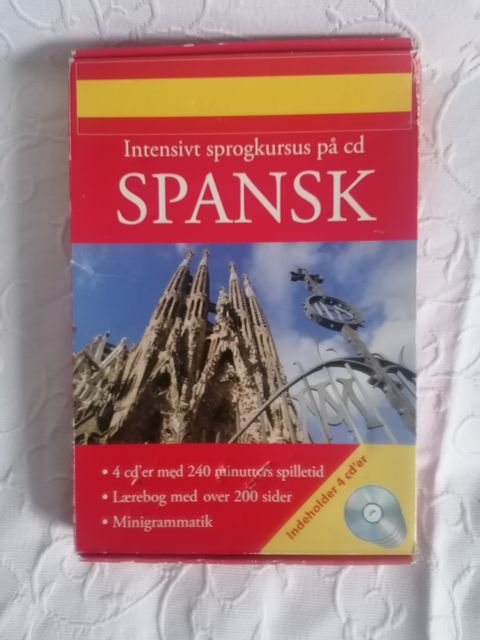 Intensivt sprogkursus på cd
SPANSK
• 4 cd'er med 240 minutters spilletid
• Lærebog med over 200 sider
• Minigrammatik
Indeholder 4 cd'er